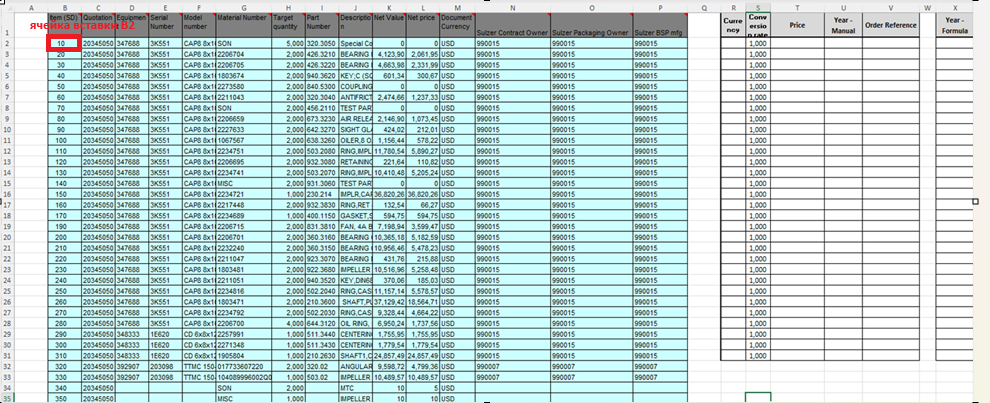 A B C D E F G H I J K L M N O P Q R S T U V W X
ячейка вставки B2
1 Item (SD) Quotation Equipmen Serial Number Model number Material Number Target quantity Part Number Descriptio n Net Value Net price Document Currency Sulzer Contract Owner Sulzer Packaging Owner Sulzer BSP mfg Curre ncy Conve rsio n rate Price Year - Manual Order Reference Year - Formula
2 10 20345050 347688 3K551 CAP8 8x1 SON 5,000 320.3050 Special Co 0 0 USD 990015 990015 990015 1,000
3 20 20345050 347688 3K551 CAP8 8x1 2206704 2,000 426.3210 BEARING 4,123,90 2,061,95 USD 990015 990015 990015 1,000
4 30 20345050 347688 3K551 CAP8 8x1 2206705 2,000 426.3220 BEARING 4,663,98 2,331,99 USD 990015 990015 990015 1,000
5 40 20345050 347688 3K551 CAP8 8x1 1803674 2,000 940.3620 KEY;C (SC 601,34 300,67 USD 990015 990015 990015 1,000
6 50 20345050 347688 3K551 CAP8 8x1 2273580 2,000 840.5300 COUPLING 0 0 USD 990015 990015 990015 1,000
7 60 20345050 347688 3K551 CAP8 8x1 2211043 2,000 320.3040 ANTIFRICT 2,474,66 1,237,33 USD 990015 990015 990015 1,000
8 70 20345050 347688 3K551 CAP8 8x1 SON 2,000 456.2110 TEST PAR 0 0 USD 990015 990015 990015 1,000
9 80 20345050 347688 3K551 CAP8 8x1 2206659 2,000 673.3230 AIR RELEA 2,146,90 1,073,45 USD 990015 990015 990015 1,000
10 90 20345050 347688 3K551 CAP8 8x1 2227633 2,000 642.3270 SIGHT GLA 424,02 212,01 USD 990015 990015 990015 1,000
11 100 20345050 347688 3K551 CAP8 8x1 1067567 2,000 638.3260 OILER,8 O 1,156,44 578,22 USD 990015 990015 990015 1,000
12 110 20345050 347688 3K551 CAP8 8x1 2234751 2,000 503.2080 RING,IMPL 11,780,54 5,890,27 USD 990015 990015 990015 1,000
13 120 20345050 347688 3K551 CAP8 8x1 2206695 2,000 932.3080 RETAINING 221,64 110,82 USD 990015 990015 990015 1,000
14 130 20345050 347688 3K551 CAP8 8x1 2234741 2,000 503.2070 RING,IMPL 10,410,48 5,205,24 USD 990015 990015 990015 1,000
15 140 20345050 347688 3K551 CAP8 8x1 MISC 2,000 931.3060 TEST PART 0 0 USD 990015 990015 990015 1,000
16 150 20345050 347688 3K551 CAP8 8x1 2234721 1,000 230.214 IMPLR,CAP 36,820,26 36,820,26 USD 990015 990015 990015 1,000
17 160 20345050 347688 3K551 CAP8 8x1 2217448 2,000 932.3830 RING,RET 132,54 66,27 USD 990015 990015 990015 1,000
18 170 20345050 347688 3K551 CAP8 8x1 2234689 1,000 400.1150 GASKET,S 594,75 594,75 USD 990015 990015 990015 1,000
19 190 20345050 347688 3K551 CAP8 8x1 2206715 2,000 831.3810 FAN, 4A B 7,198,94 3,599,47 USD 990015 990015 990015 1,000
20 200 20345050 347688 3K551 CAP8 8x1 2206701 2,000 360.3160 BEARING 10,365,18 5,182,59 USD 990015 990015 990015 1,000
21 210 20345050 347688 3K551 CAP8 8x1 2232240 2,000 360.3150 BEARING 10,956,46 5,478,23 USD 990015 990015 990015 1,000
22 220 20345050 347688 3K551 CAP8 8x1 2211047 2,000 923.3070 BEARING 431,76 215,88 USD 990015 990015 990015 1,000
23 230 20345050 347688 3K551 CAP8 8x1 1803481 2,000 922.3680 IMPELLER 10,516,96 5,258,48 USD 990015 990015 990015 1,000
24 240 20345050 347688 3K551 CAP8 8x1 2211051 2,000 940.3520 KEY,DIN68 370,06 185,03 USD 990015 990015 990015 1,000
25 250 20345050 347688 3K551 CAP8 8x1 2234816 2,000 502.2040 RING,CAS 11,157,14 5,578,57 USD 990015 990015 990015 1,000
26 260 20345050 347688 3K551 CAP8 8x1 1803471 2,000 210.3600 SHAFT,PL 37,129,42 18,564,71 USD 990015 990015 990015 1,000
27 270 20345050 347688 3K551 CAP8 8x1 2234792 2,000 502.2030 RING,CAS 9,328,44 4,664,22 USD 990015 990015 990015 1,000
28 280 20345050 347688 3K551 CAP8 8x1 2206700 4,000 644.3120 OIL RING, 6,950,24 1,737,56 USD 990015 990015 990015 1,000
29 290 20345050 348333 1E620 CD 6x8x1 2257991 1,000 511.3440 CENTERIN 1,755,95 1,755,95 USD 990015 990015 990015 1,000
30 300 20345050 348333 1E620 CD 6x8x1 2271348 1,000 511.3430 CENTERIN 1,779,54 1,779,54 USD 990015 990015 990015 1,000
31 310 20345050 348333 1E620 CD 6x8x1 1905804 1,000 210.2630 SHAFT1,C 24,857,49 24,857,49 USD 990015 990015 990015 1,000
32 320 20345050 392907 203098 TTMC 150- 017733607220 2,000 320.02 ANGULAR 9,598,72 4,799,36 USD 990007 990007 990007
33 330 20345050 392907 203098 TTMC 150- 104089996002Q0 1,000 503.02 IMPELLER 10,489,57 10,489,57 USD 990007 990007 990007
34 340 20345050 SON 2,000 MTC 10 5 USD
35 350 20345050 MISC 1,000 IMPELLER 10 10 USD